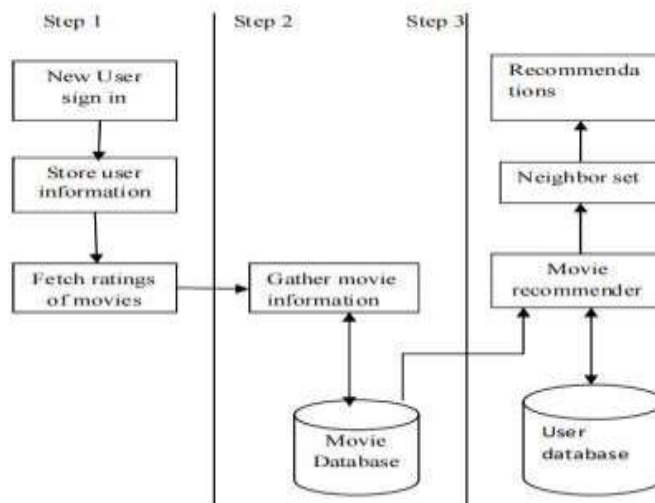 Step 1
Step 2
Step 3
New User
sign in
Store user
information
Fetch ratings
of movies
Gather movie
information
Movie
Database
Recommenda
tions
Neighbor set
Movie
recommender
User
database